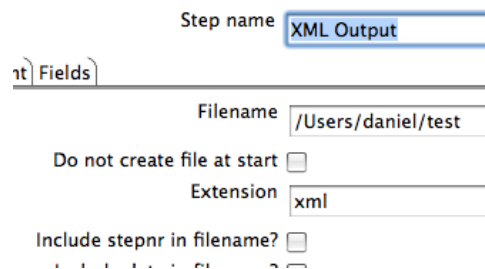 Step name XML Output
nt Fields
Filename /Users/daniel/test
Do not create file at start
Extension xml
Include stepnr in filename?